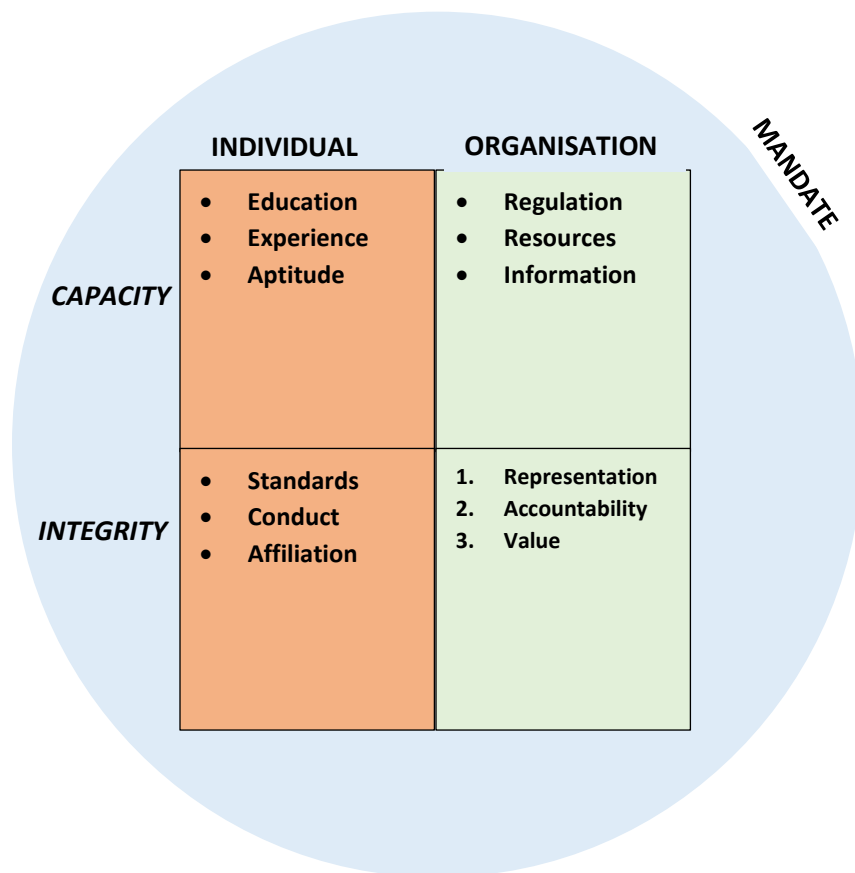 MANDATE
INDIVIDUAL
ORGANISATION
CAPACITY
• Education
• Experience
• Aptitude
• Regulation
• Resources
• Information
INTEGRITY
• Standards
• Conduct
• Affiliation
1. Representation
2. Accountability
3. Value